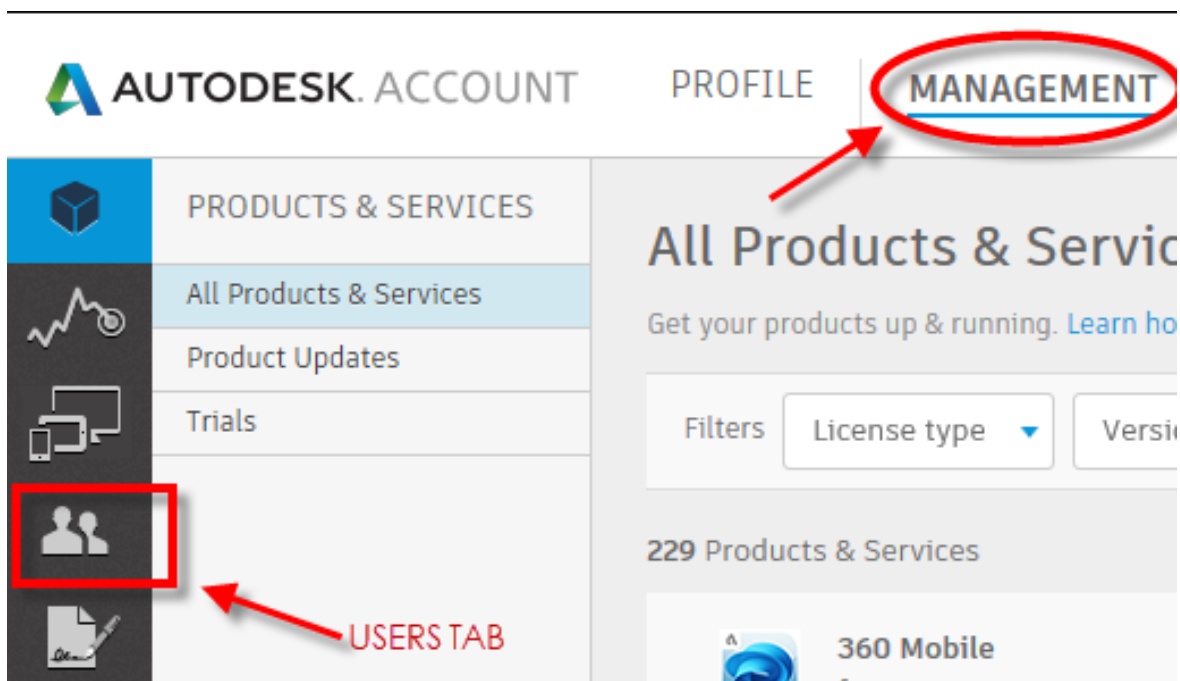 AUTODESK. ACCOUNT
PROFILE
MANAGEMENT
PRODUCTS & SERVICES
All Products & Services
Product Updates
Trials
USERS TAB
All Products & Servic
Get your products up & running. Learn ho
Filters
License type
Versi
229 Products & Services
360 Mobile